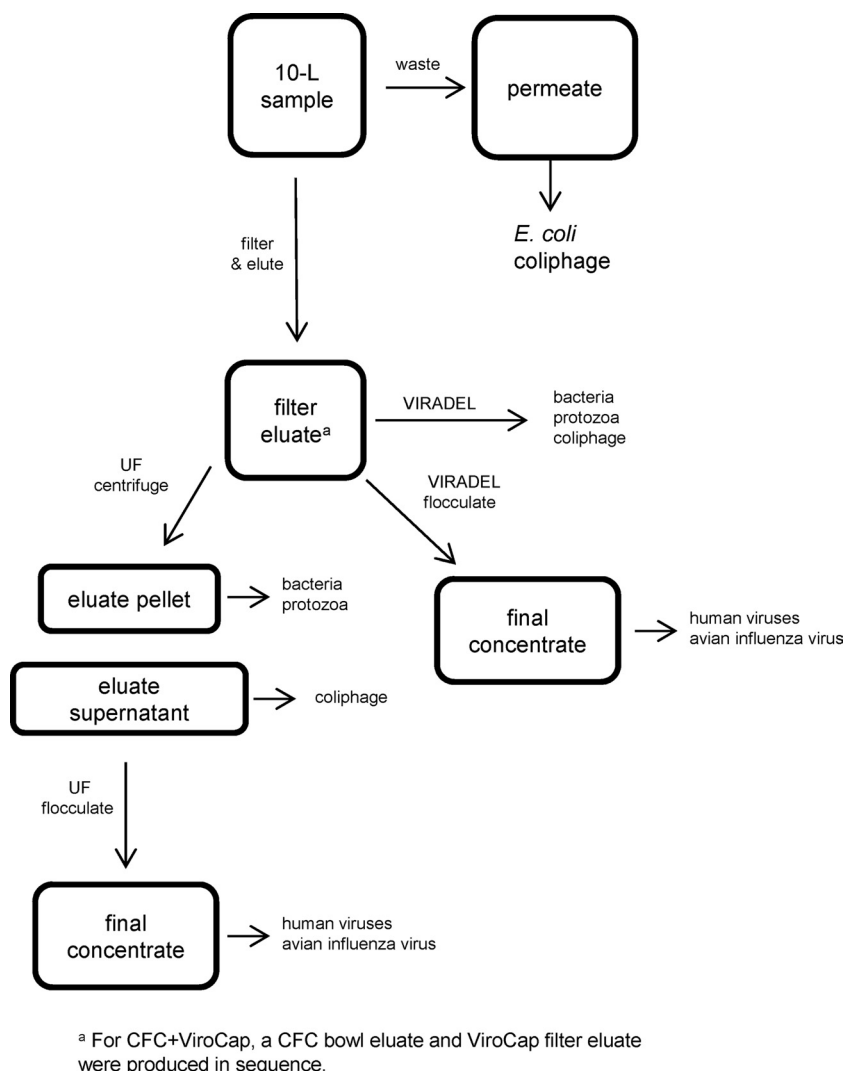 10-L
sample
waste
permeate
E. coli
coliphage
filter
& elute
filter
eluateᵃ
VIRADEL
bacteria
protozoa
coliphage
UF
centrifuge
VIRADEL
flocculate
eluate pellet
bacteria
protozoa
final
concentrate
human viruses
avian influenza virus
eluate
supernatant
coliphage
UF
flocculate
final
concentrate
human viruses
avian influenza virus
ᵃ For CFC+ViroCap, a CFC bowl eluate and ViroCap filter eluate
were produced in sequence.